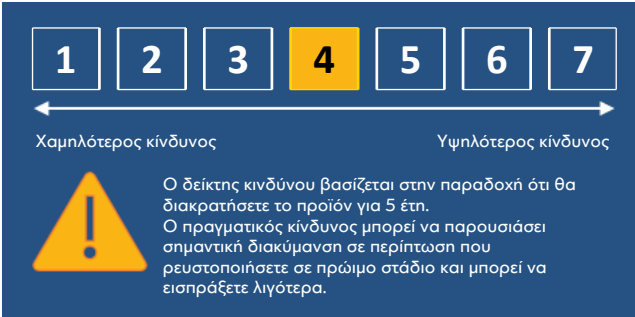 1 2 3 4 5 6 7
Χαμηλότερος κίνδυνος Υψηλότερος κίνδυνος
Ο δείκτης κινδύνου βασίζεται στην παραδοχή ότι θα
διακρατήσετε το προϊόν για 5 έτη.
Ο πραγματικός κίνδυνος μπορεί να παρουσιάσει
σημαντική διακύμανση σε περίπτωση που
ρευστοποιήσετε σε πρώιμο στάδιο και μπορεί να
εισπράξετε λιγότερα.